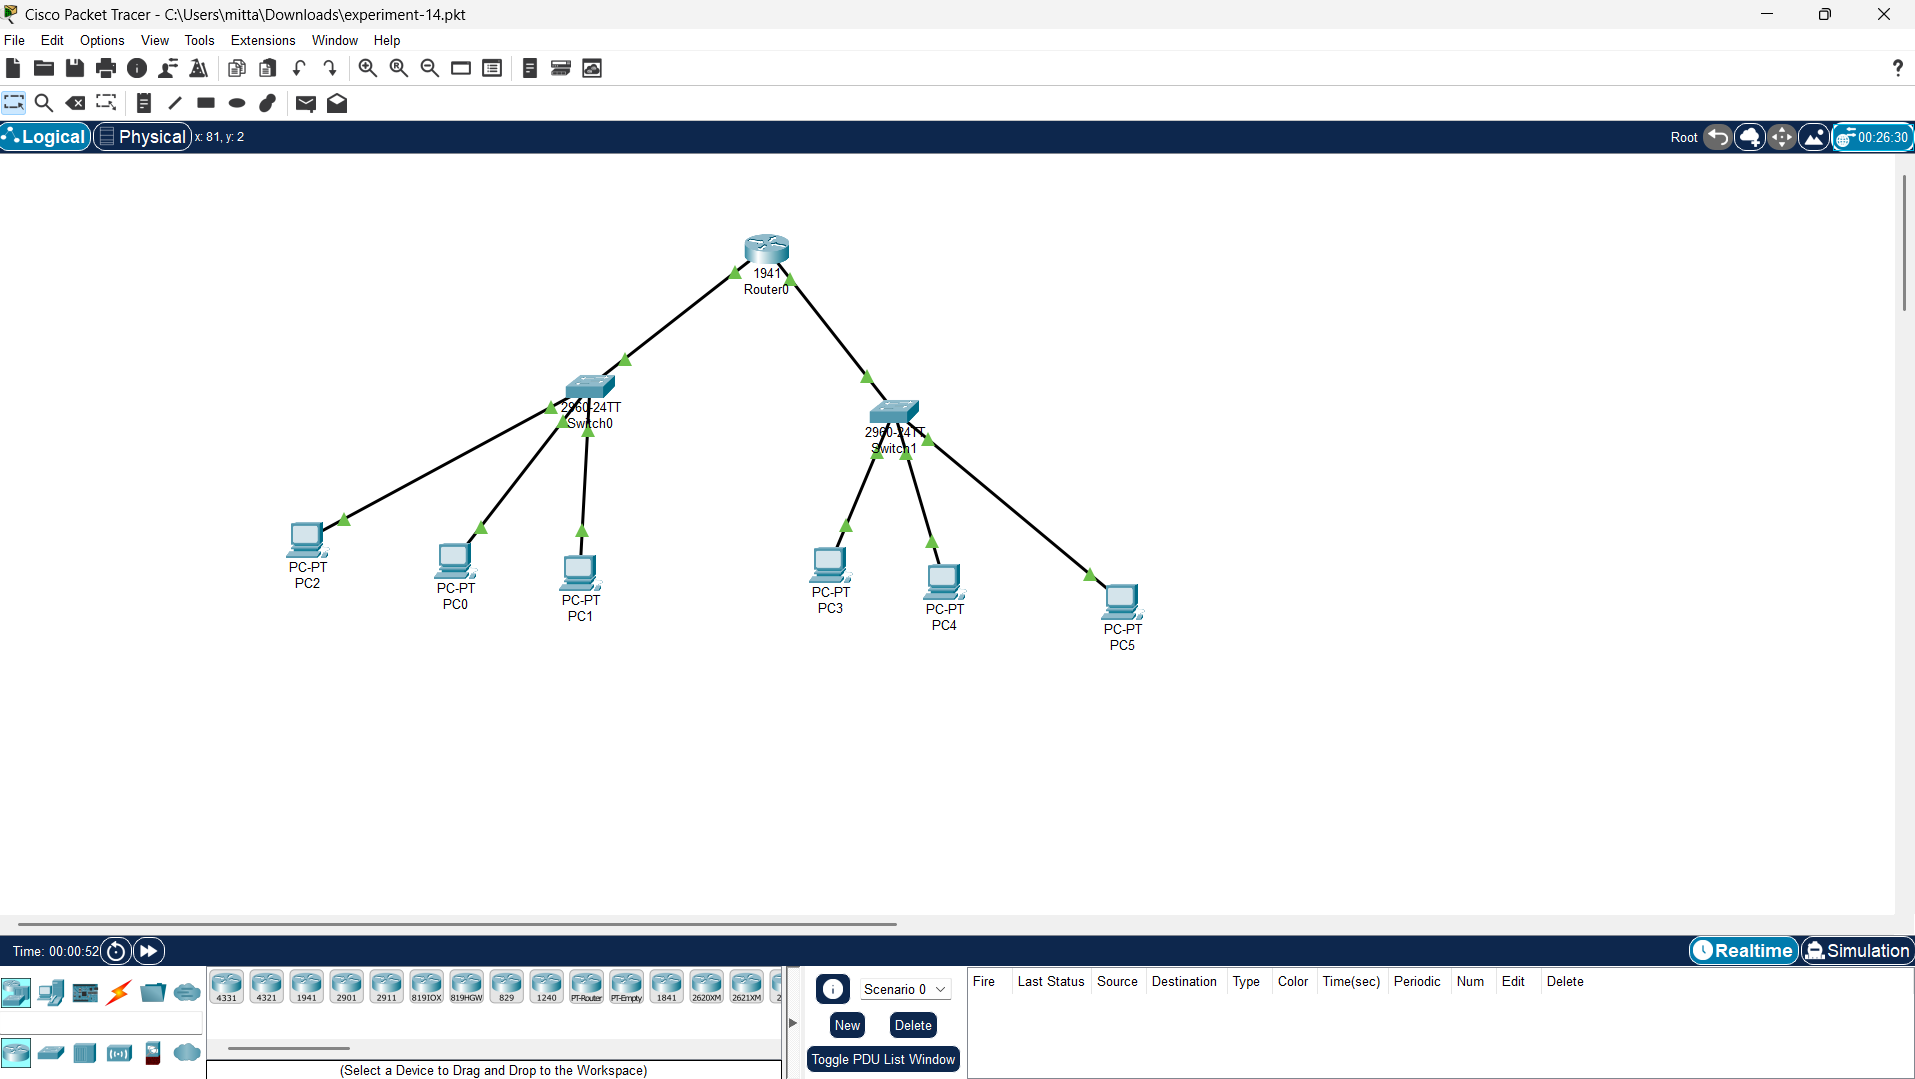 Cisco Packet Tracer - C:\Users\mitta\Downloads\experiment-14.pkt
File Edit Options View Tools Extensions Window Help
?
Logical Physical x: 81, y: 2 Root 00:26:30
1941
Router0
2960-24TT
Switch0
2960-24TT
Switch1
PC-PT
PC2
PC-PT
PC0
PC-PT
PC1
PC-PT
PC3
PC-PT
PC4
PC-PT
PC5
Time: 00:00:52 Realtime Simulation
4331 4321 1941 2901 2911 819IOX 819HGW 829 1240 PT-Router PT-Empty 1841 2620XM 2621XM 2
Scenario 0
New Delete
Toggle PDU List Window
Fire Last Status Source Destination Type Color Time(sec) Periodic Num Edit Delete
(Select a Device to Drag and Drop to the Workspace)